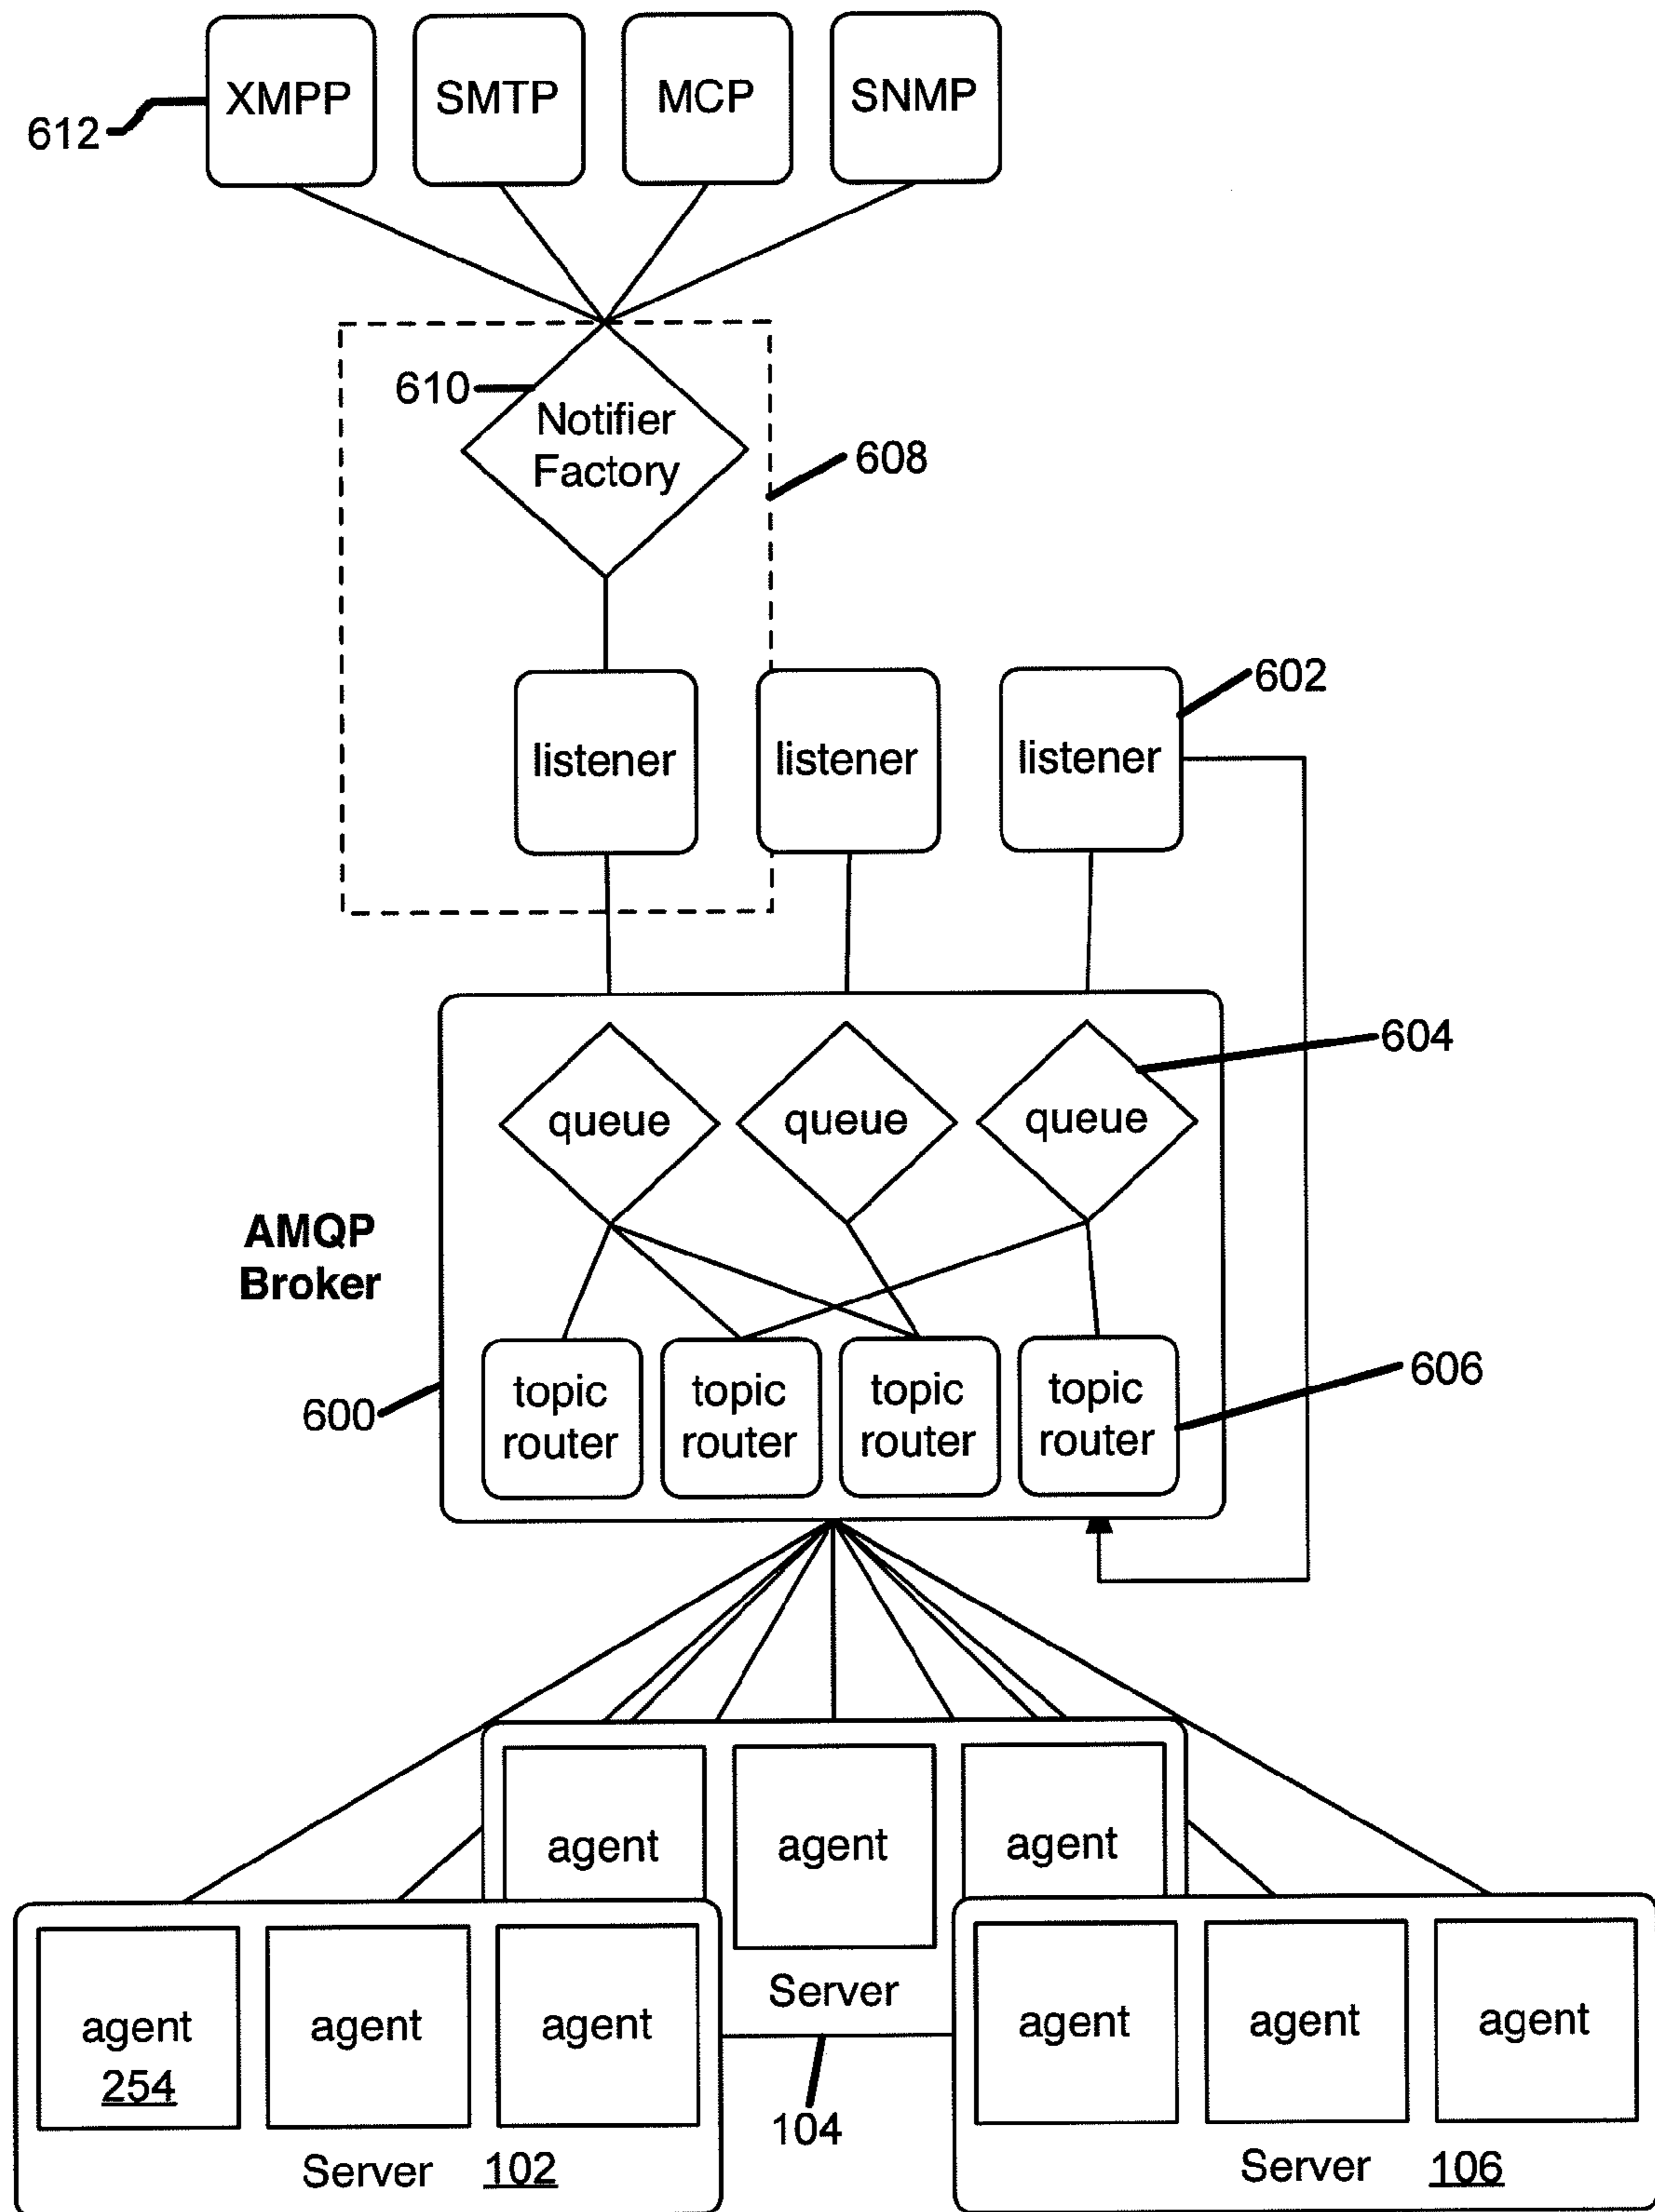 XMPP
SMTP
MCP
SNMP
612
610
Notifier
Factory
608
602
listener
listener
listener
604
queue
queue
queue
AMQP
Broker
600
topic
router
topic
router
topic
router
topic
router
606
agent
agent
agent
Server
104
agent
254
agent
agent
Server 102
agent
agent
agent
Server 106